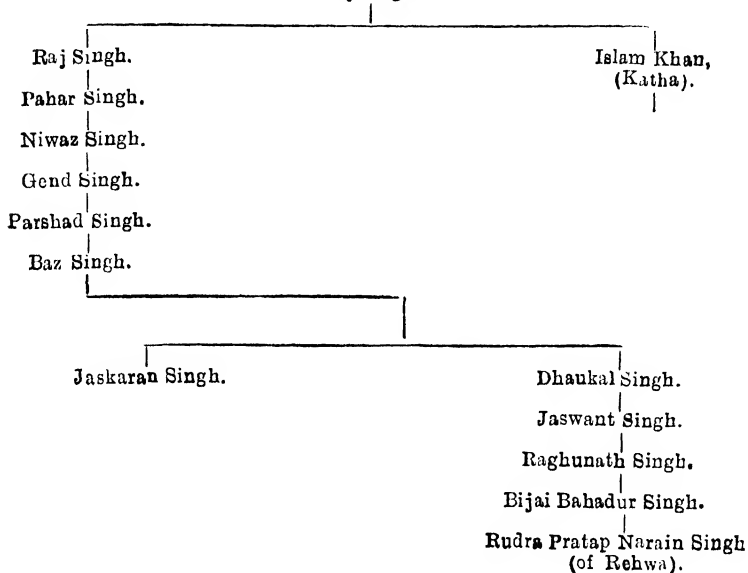 Raj Singh.
Islam Khan,
(Katha).
Pahar Singh.
Niwaz Singh.
Gend Singh.
Parshad Singh.
Baz Singh.
Jaskaran Singh.
Dhaukal Singh.
Jaswant Singh.
Raghunath Singh.
Bijai Bahadur Singh.
Rudra Pratap Narain Singh
(of Rehwa).